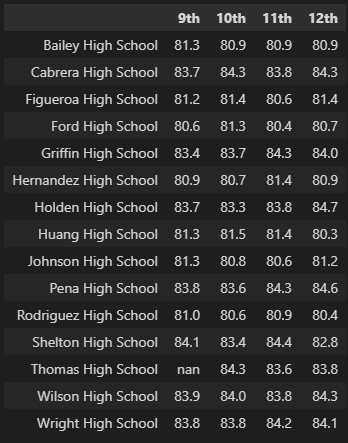 9th 10th 11th 12th
Bailey High School 81.3 80.9 80.9 80.9
Cabrera High School 83.7 84.3 83.8 84.3
Figueroa High School 81.2 81.4 80.6 81.4
Ford High School 80.6 81.3 80.4 80.7
Griffin High School 83.4 83.7 84.3 84.0
Hernandez High School 80.9 80.7 81.4 80.9
Holden High School 83.7 83.3 83.8 84.7
Huang High School 81.3 81.5 81.4 80.3
Johnson High School 81.3 80.8 80.6 81.2
Pena High School 83.8 83.6 84.3 84.6
Rodriguez High School 81.0 80.6 80.9 80.4
Shelton High School 84.1 83.4 84.4 82.8
Thomas High School nan 84.3 83.6 83.8
Wilson High School 83.9 84.0 83.8 84.3
Wright High School 83.8 83.8 84.2 84.1